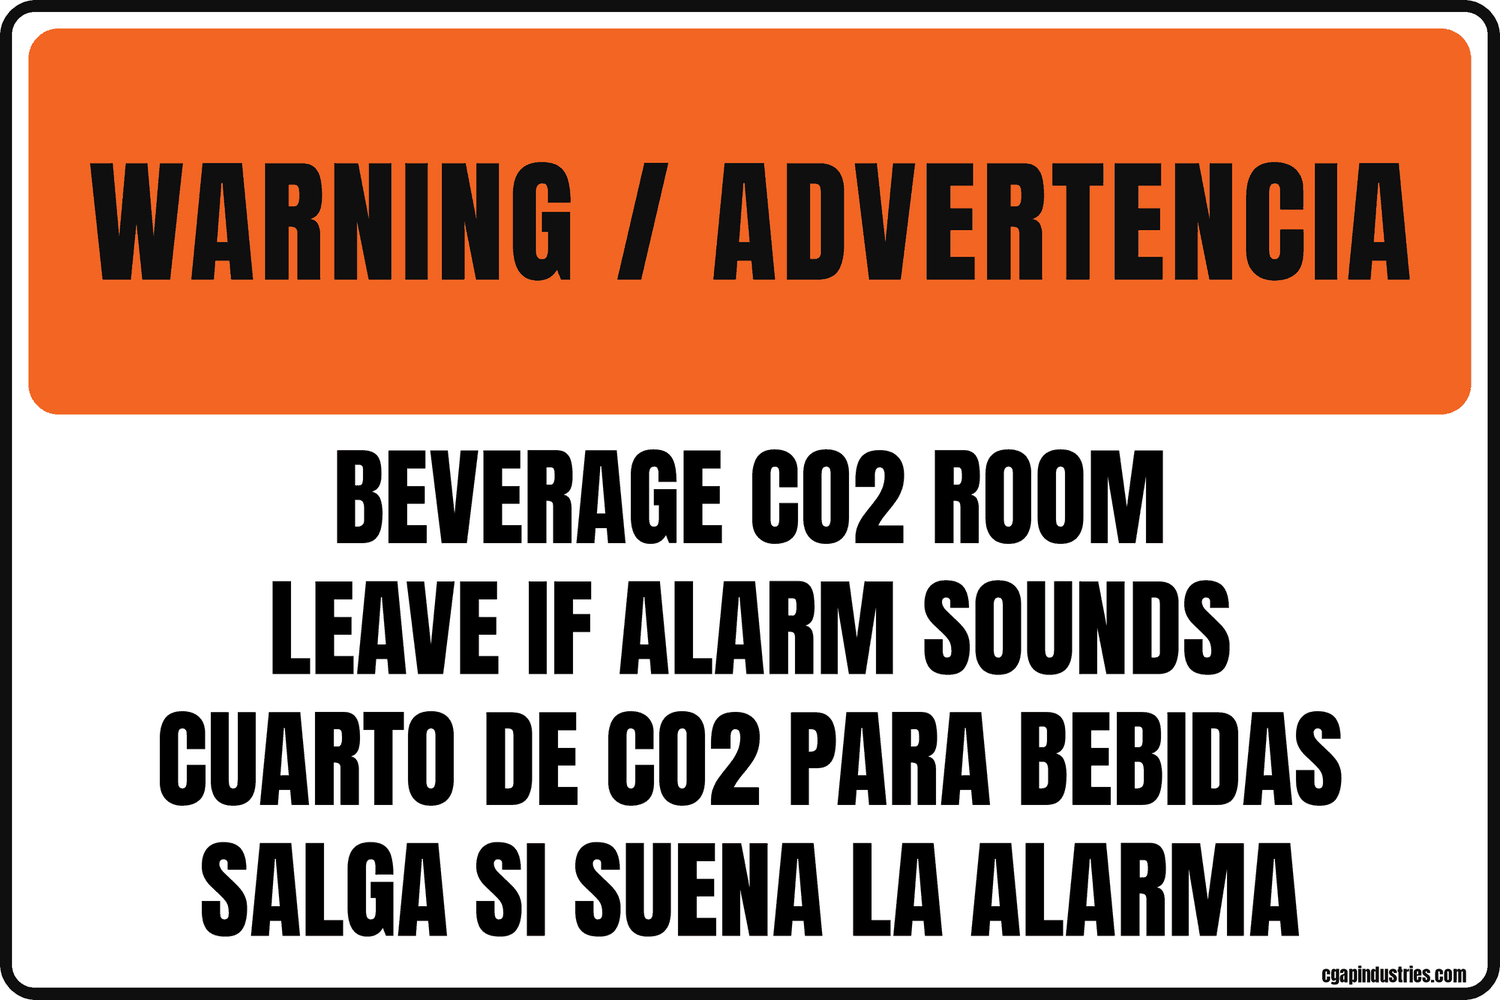 WARNING / ADVERTENCIA
BEVERAGE CO2 ROOM
LEAVE IF ALARM SOUNDS
CUARTO DE CO2 PARA BEBIDAS
SALGA SI SUENA LA ALARMA
cgapindustries.com